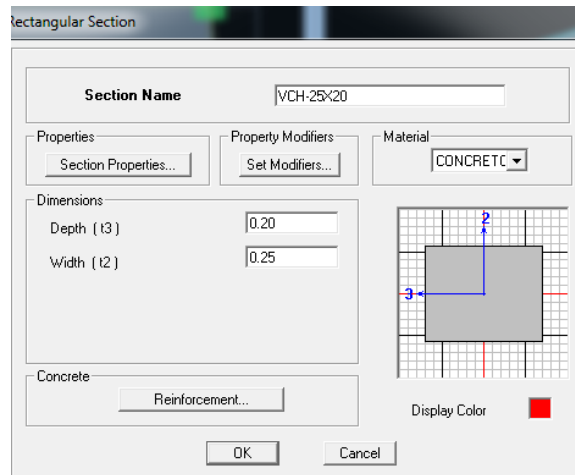 Rectangular Section
Section Name VCH-25X20
Properties Property Modifiers Material
Section Properties... Set Modifiers... CONCRETC
Dimensions
Depth ( t3 ) 0.20
Width ( t2 ) 0.25
2
3
Concrete
Reinforcement...
Display Color
OK Cancel